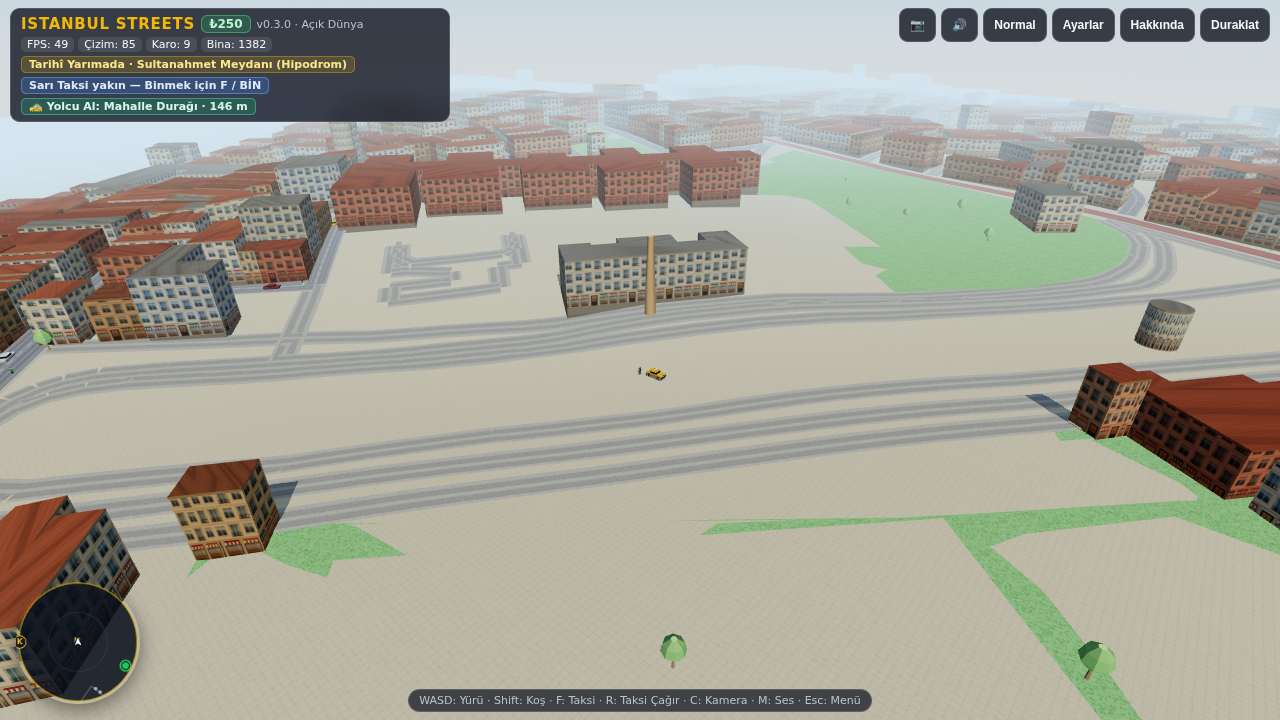 ISTANBUL STREETS ₺250 v0.3.0 · Açık Dünya
FPS: 49 Çizim: 85 Karo: 9 Bina: 1382
Tarihî Yarımada · Sultanahmet Meydanı (Hipodrom)
Sarı Taksi yakın — Binmek için F / BİN
Yolcu Al: Mahalle Durağı · 146 m
Normal Ayarlar Hakkında Duraklat
K
WASD: Yürü · Shift: Koş · F: Taksi · R: Taksi Çağır · C: Kamera · M: Ses · Esc: Menü